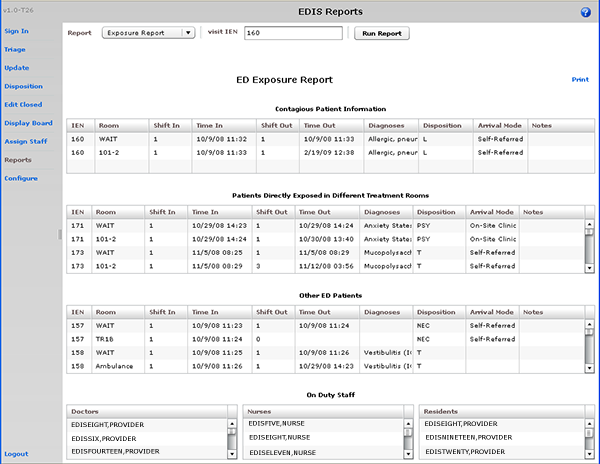 v1.0-T26
EDIS Reports
?
Sign In
Triage
Update
Disposition
Edit Closed
Display Board
Assign Staff
Reports
Configure
Logout
Report Exposure Report visit IEN 160 Run Report
ED Exposure Report
Print
Contagious Patient Information
IEN Room Shift In Time In Shift Out Time Out Diagnoses Disposition Arrival Mode Notes
160 WAIT 1 10/9/08 11:32 1 10/9/08 11:33 Allergic, pneur L Self-Referred
160 101-2 1 10/9/08 11:33 1 2/19/09 12:38 Allergic, pneur L Self-Referred
Patients Directly Exposed in Different Treatment Rooms
IEN Room Shift In Time In Shift Out Time Out Diagnoses Disposition Arrival Mode Notes
171 WAIT 1 10/29/08 14:23 1 10/29/08 14:24 Anxiety States PSY On-Site Clinic
171 101-2 1 10/29/08 14:24 1 10/30/08 13:40 Anxiety States, PSY On-Site Clinic
173 WAIT 1 11/5/08 08:25 1 11/5/08 08:29 Mucopolysacch T Self-Referred
173 101-2 1 11/5/08 08:29 3 11/12/08 03:56 Mucopolysacch T Self-Referred
Other ED Patients
IEN Room Shift In Time In Shift Out Time Out Diagnoses Disposition Arrival Mode Notes
157 WAIT 1 10/9/08 11:23 1 10/9/08 11:24 NEC Self-Referred
157 TR18 1 10/9/08 11:24 0 NEC Self-Referred
158 WAIT 1 10/9/08 11:25 1 10/9/08 11:26 Vestibulitis (IC T
158 Ambulance 1 10/9/08 11:26 1 10/29/08 14:23 Vestibulitis (IC T
On Duty Staff
Doctors
EDISEIGHT,PROVIDER
EDISSIX,PROVIDER
EDISFOURTEEN,PROVIDER
Nurses
EDISFIVE,NURSE
EDISEIGHT,NURSE
EDISELEVEN,NURSE
Residents
EDISEIGHT,PROVIDER
EDISNINETEEN,PROVIDER
EDISTWENTY,PROVIDER